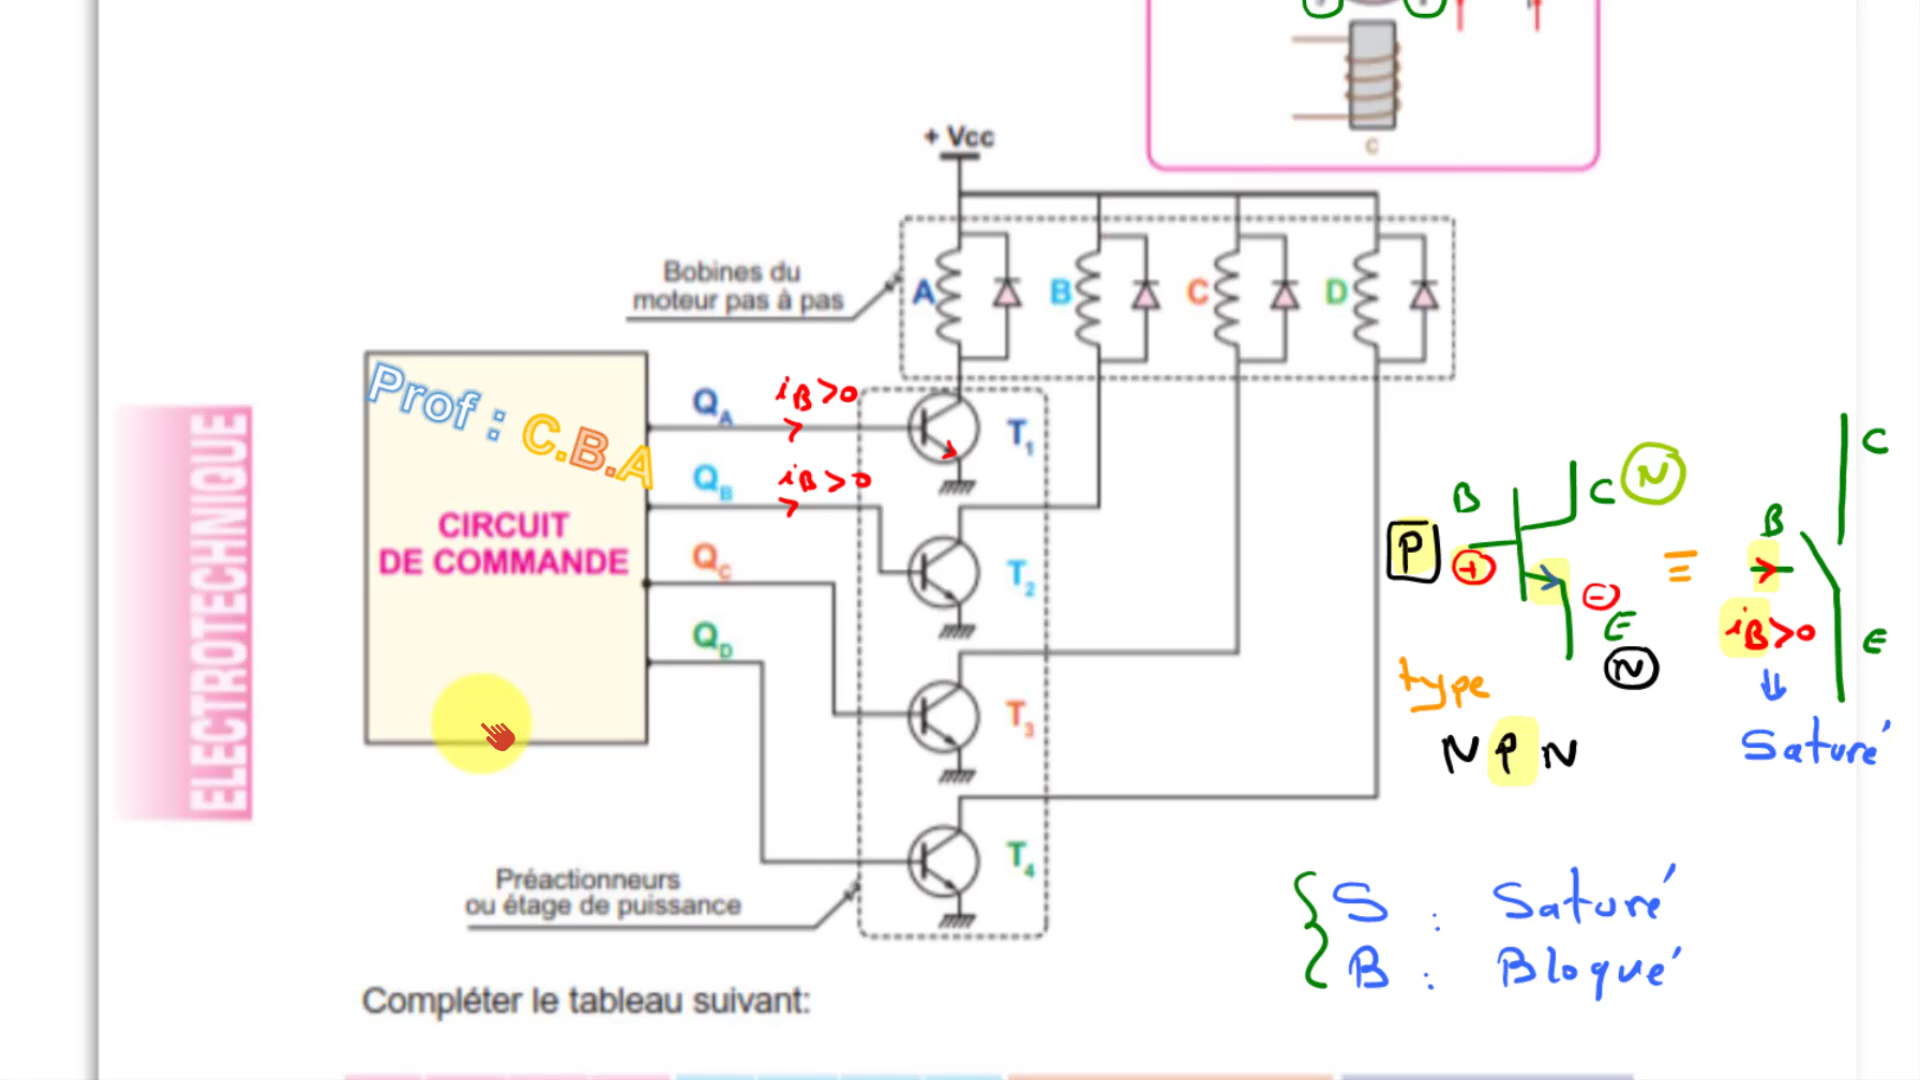 C
+ Vcc
Bobines du
moteur pas à pas
A
B
C
D
ELECTROTECHNIQUE
Prof : C.B.A
CIRCUIT
DE COMMANDE
QA
iB>0
T1
QB
iB>0
T2
QC
T3
QD
T4
Préactionneurs
ou étage de puissance
B
C
N
P
+
-
E
N
type
N P N
≡
C
B
iB>0
E
⇓
Saturé
S : Saturé
B : Bloqué
Compléter le tableau suivant: